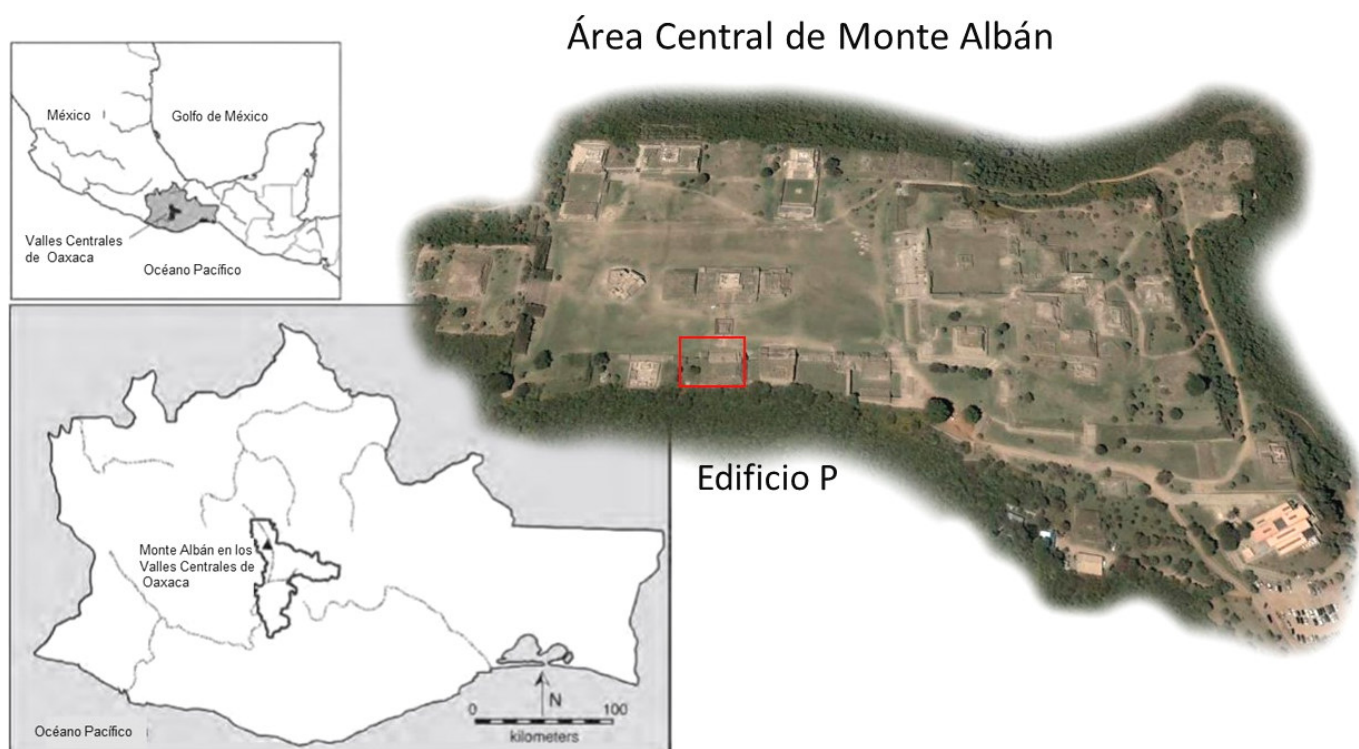 Área Central de Monte Albán
México
Golfo de México
Valles Centrales
de Oaxaca
Océano Pacífico
Edificio P
Monte Albán en los
Valles Centrales de
Oaxaca
N
0 100
kilometers
Océano Pacífico